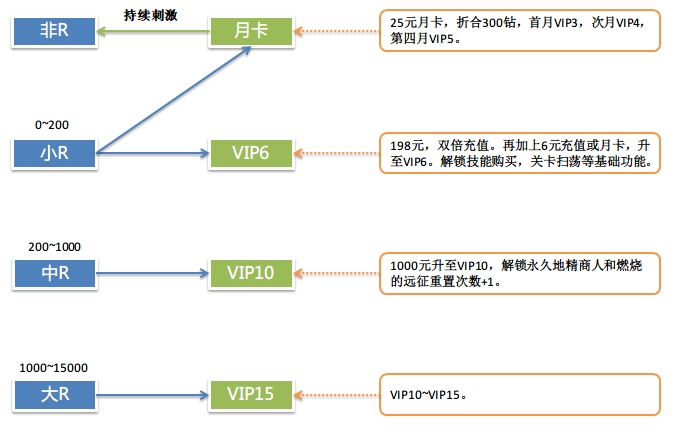 持续刺激
非R
月卡
25元月卡，折合300钻，首月VIP3，次月VIP4，
第四月VIP5。
0~200
小R
VIP6
198元，双倍充值。再加上6元充值或月卡，升
至VIP6。解锁技能购买，关卡扫荡等基础功能。
200~1000
中R
VIP10
1000元升至VIP10，解锁永久地精商人和燃烧
的远征重置次数+1。
1000~15000
大R
VIP15
VIP10~VIP15。